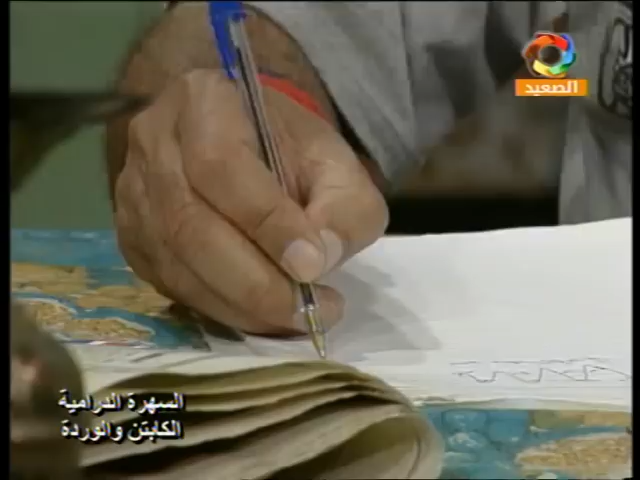 الصعيد
السهرة الدرامية
الكابتن والوردة